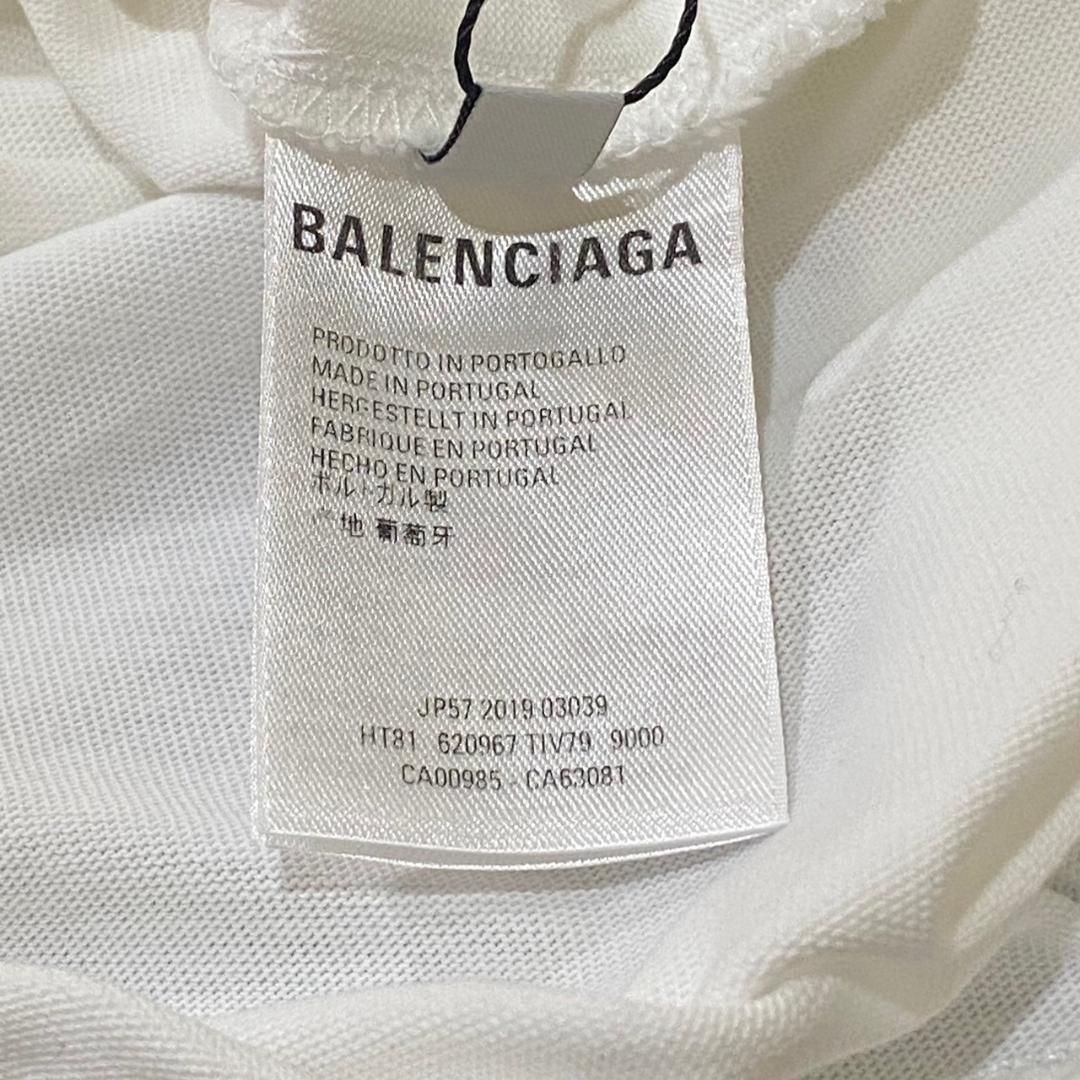 BALENCIAGA
PRODOTTO IN PORTOGALLO
MADE IN PORTUGAL
HERGESTELLT IN PORTUGAL
FABRIQUE EN PORTUGAL
HECHO EN PORTUGAL
ポルトガル製
产地 葡萄牙
JP57 2019 03039
HT81 620967 TIV79 9000
CA00985 - CA63081